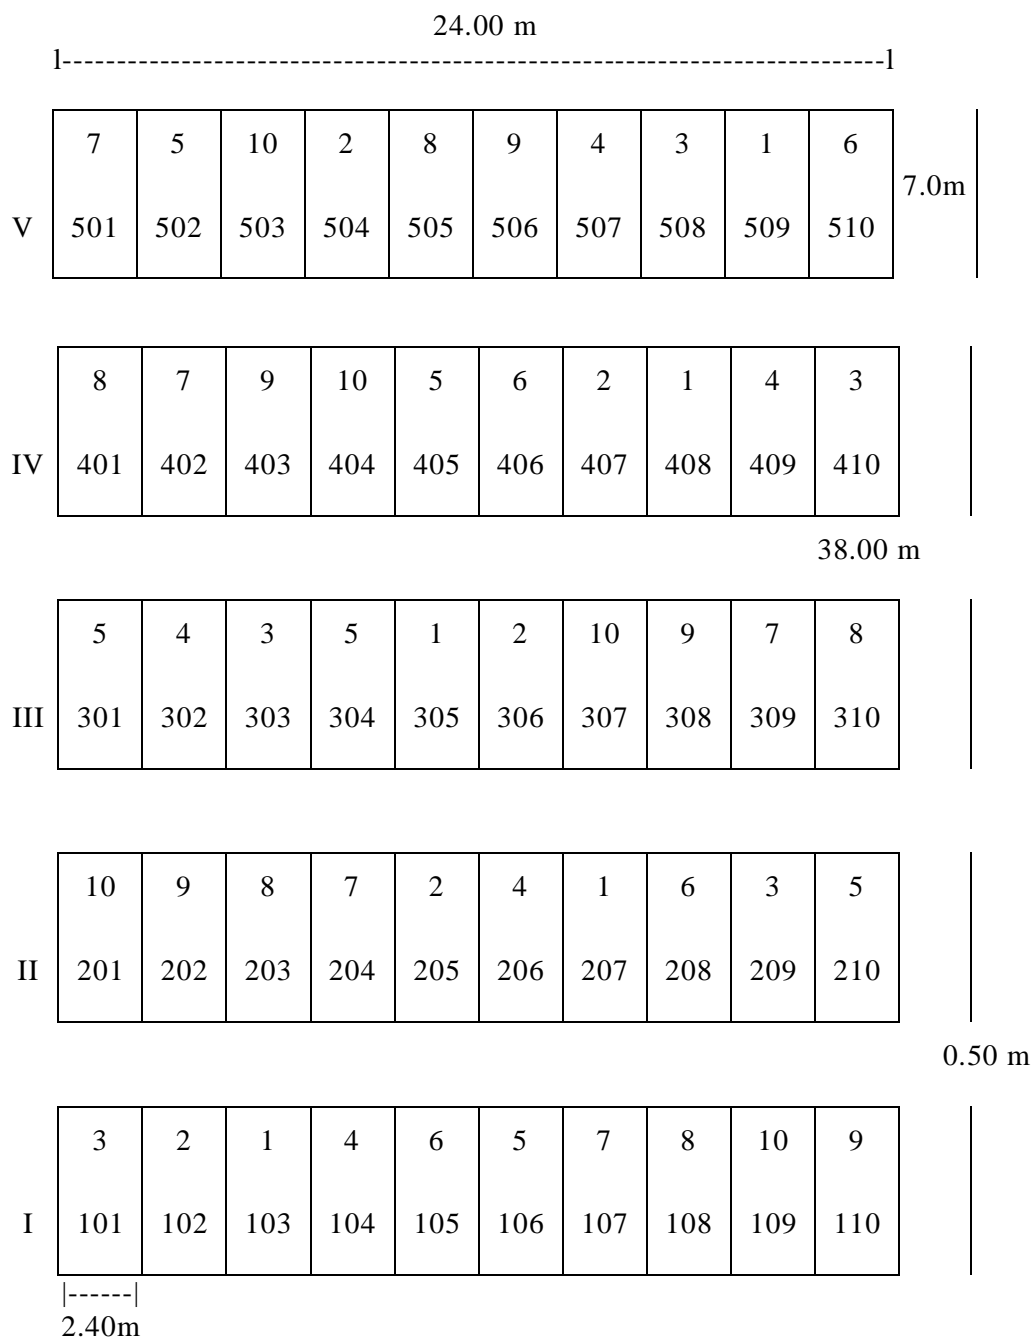 24.00 m
l---------------------------------------------------------------------------l
7 5 10 2 8 9 4 3 1 6
7.0m
V 501 502 503 504 505 506 507 508 509 510
8 7 9 10 5 6 2 1 4 3
IV 401 402 403 404 405 406 407 408 409 410
38.00 m
5 4 3 5 1 2 10 9 7 8
III 301 302 303 304 305 306 307 308 309 310
10 9 8 7 2 4 1 6 3 5
II 201 202 203 204 205 206 207 208 209 210
0.50 m
3 2 1 4 6 5 7 8 10 9
I 101 102 103 104 105 106 107 108 109 110
|------|
2.40m